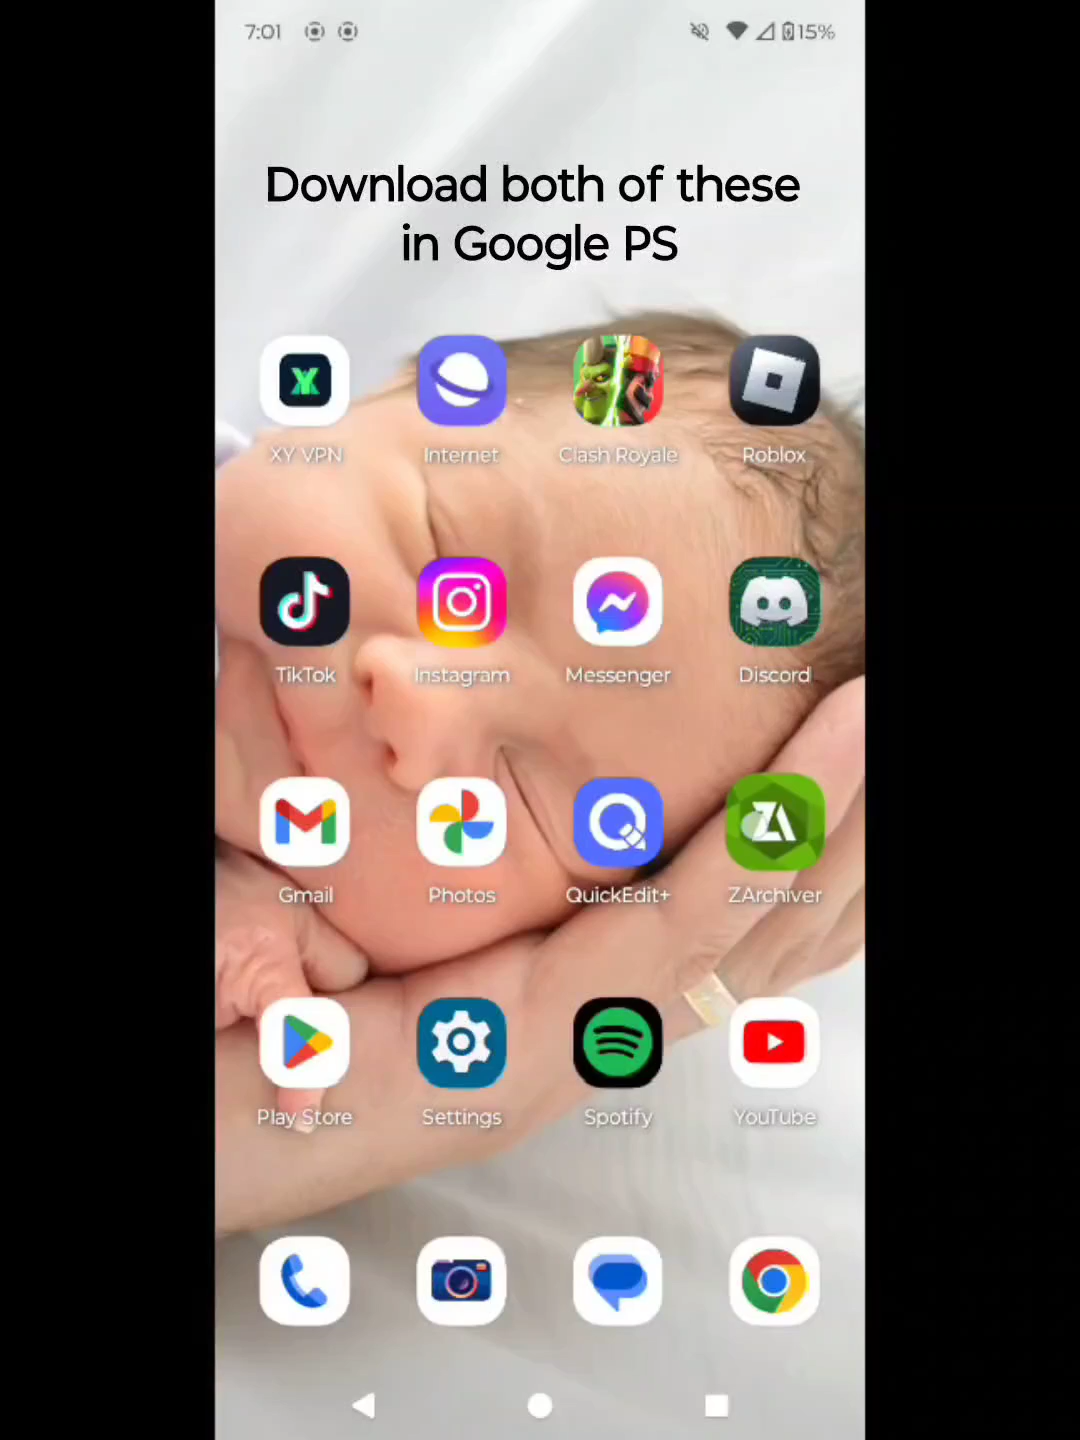 7:01 15%
Download both of these
in Google PS
XY VPN Internet Clash Royale Roblox
TikTok Instagram Messenger Discord
Gmail Photos QuickEdit+ ZArchiver
Play Store Settings Spotify YouTube